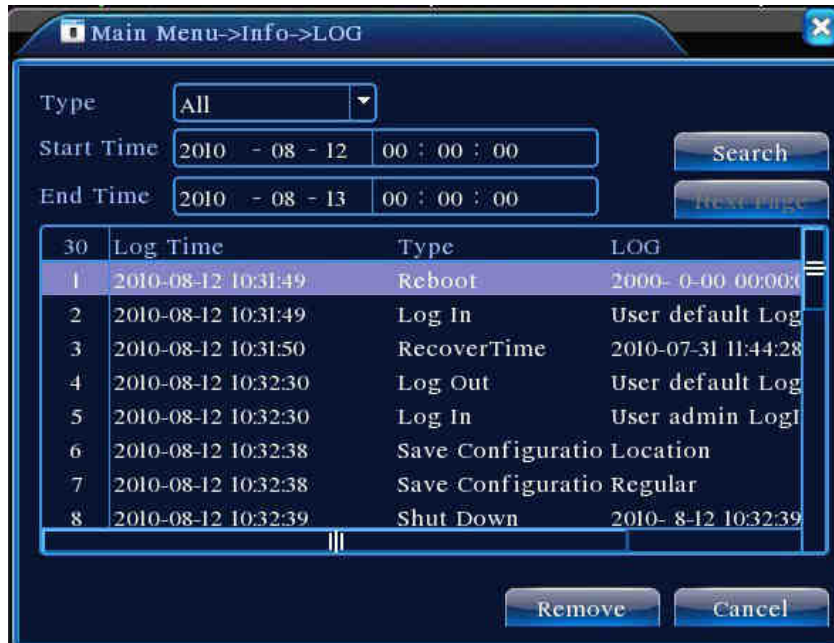 Main Menu->Info->LOG
Type All
Start Time 2010 - 08 - 12 00 : 00 : 00
Search
End Time 2010 - 08 - 13 00 : 00 : 00
Next Page
30 Log Time Type LOG
1 2010-08-12 10:31:49 Reboot 2000- 0-00 00:00:0
2 2010-08-12 10:31:49 Log In User default Log
3 2010-08-12 10:31:50 RecoverTime 2010-07-31 11:44:28
4 2010-08-12 10:32:30 Log Out User default Log
5 2010-08-12 10:32:30 Log In User admin LogI
6 2010-08-12 10:32:38 Save Configuratio Location
7 2010-08-12 10:32:38 Save Configuratio Regular
8 2010-08-12 10:32:39 Shut Down 2010- 8-12 10:32:39
Remove Cancel